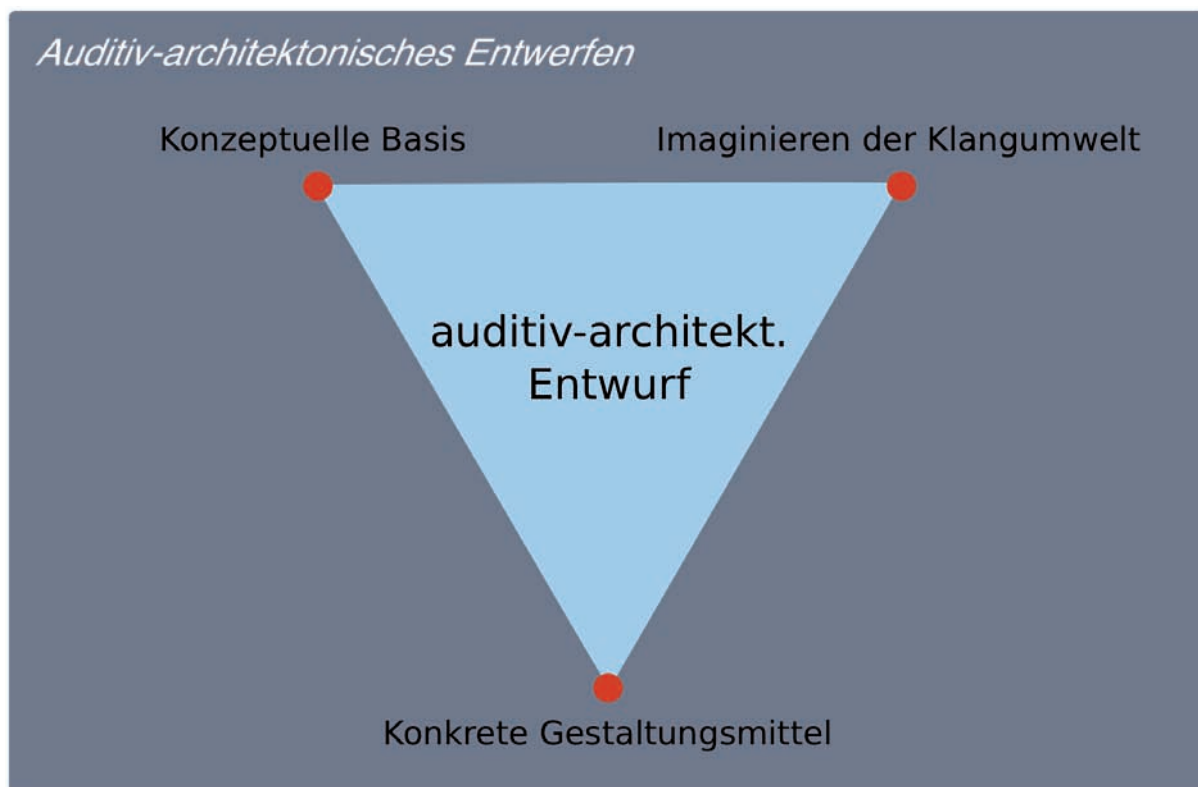 Auditiv-architektonisches Entwerfen
Konzeptuelle Basis
Imaginieren der Klangumwelt
auditiv-architekt.
Entwurf
Konkrete Gestaltungsmittel